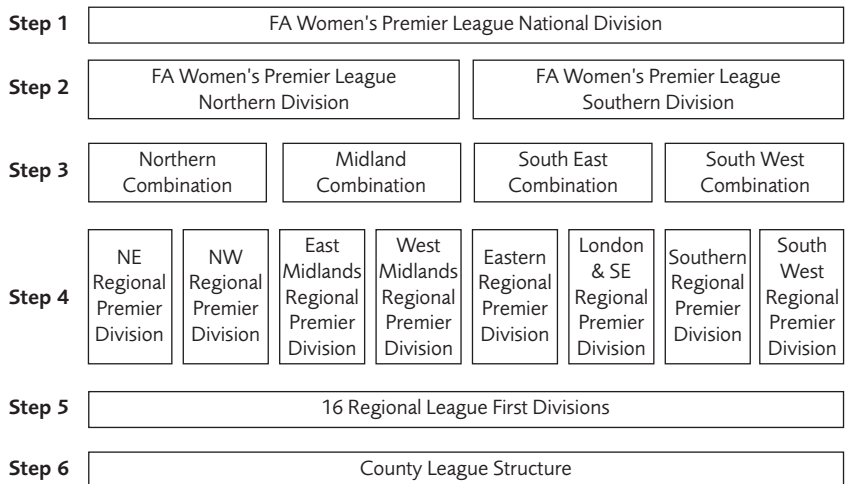 Step 1
FA Women's Premier League National Division
Step 2
FA Women's Premier League
Northern Division
FA Women's Premier League
Southern Division
Step 3
Northern
Combination
Midland
Combination
South East
Combination
South West
Combination
Step 4
NE
Regional
Premier
Division
NW
Regional
Premier
Division
East
Midlands
Regional
Premier
Division
West
Midlands
Regional
Premier
Division
Eastern
Regional
Premier
Division
London
& SE
Regional
Premier
Division
Southern
Regional
Premier
Division
South
West
Regional
Premier
Division
Step 5
16 Regional League First Divisions
Step 6
County League Structure